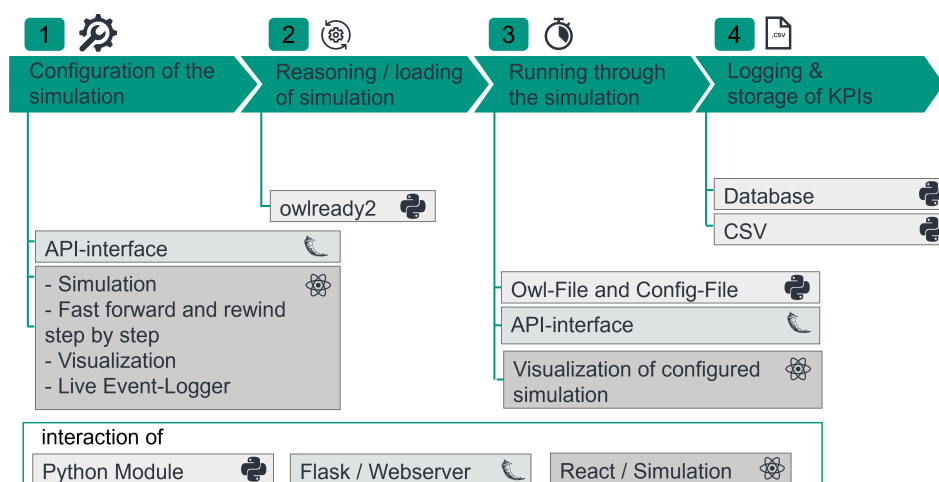 1
2
3
4
.CSV
Configuration of the
simulation
Reasoning / loading
of simulation
Running through
the simulation
Logging &
storage of KPIs
owlready2
API-interface
- Simulation
- Fast forward and rewind
step by step
- Visualization
- Live Event-Logger
Owl-File and Config-File
API-interface
Visualization of configured
simulation
Database
CSV
interaction of
Python Module
Flask / Webserver
React / Simulation